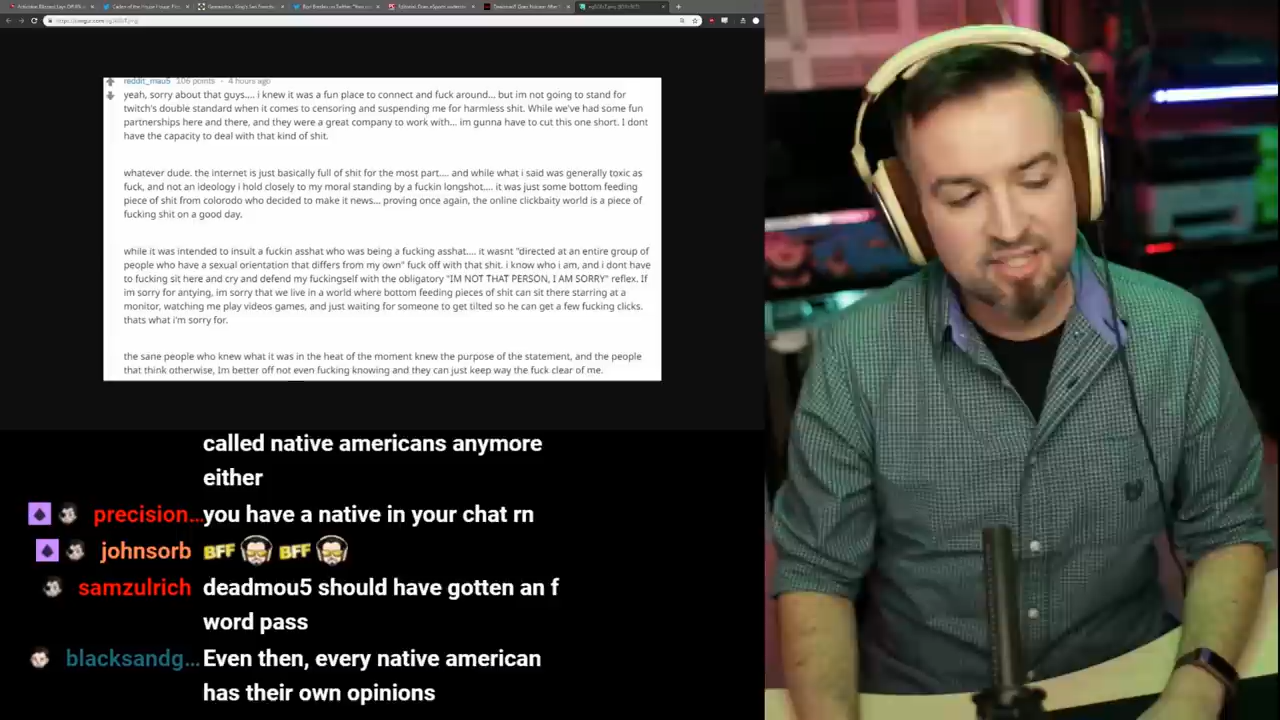 reddit_mau5 106 points · 4 hours ago
yeah, sorry about that guys.... i knew it was a fun place to connect and fuck around... but im not going to stand for
twitch's double standard when it comes to censoring and suspending me for harmless shit. While we've had some fun
partnerships here and there, and they were a great company to work with... im gunna have to cut this one short. I dont
have the capacity to deal with that kind of shit.
whatever dude. the internet is just basically full of shit for the most part.... and while what i said was generally toxic as
fuck, and not an ideology i hold closely to my moral standing by a fuckin longshot.... it was just some bottom feeding
piece of shit from colorodo who decided to make it news... proving once again, the online clickbaity world is a piece of
fucking shit on a good day.
while it was intended to insult a fuckin asshat who was being a fucking asshat.... it wasnt "directed at an entire group of
people who have a sexual orientation that differs from my own" fuck off with that shit. i know who i am, and i dont have
to fucking sit here and cry and defend my fuckingself with the obligatory "IM NOT THAT PERSON, I AM SORRY" reflex. If
im sorry for antying, im sorry that we live in a world where bottom feeding pieces of shit can sit there starring at a
monitor, watching me play videos games, and just waiting for someone to get tilted so he can get a few fucking clicks.
thats what i'm sorry for.
the sane people who knew what it was in the heat of the moment knew the purpose of the statement, and the people
that think otherwise, Im better off not even fucking knowing and they can just keep way the fuck clear of me.
called native americans anymore
either
precision... you have a native in your chat rn
johnsorb BFF BFF
samzulrich deadmou5 should have gotten an f
word pass
blacksandg... Even then, every native american
has their own opinions